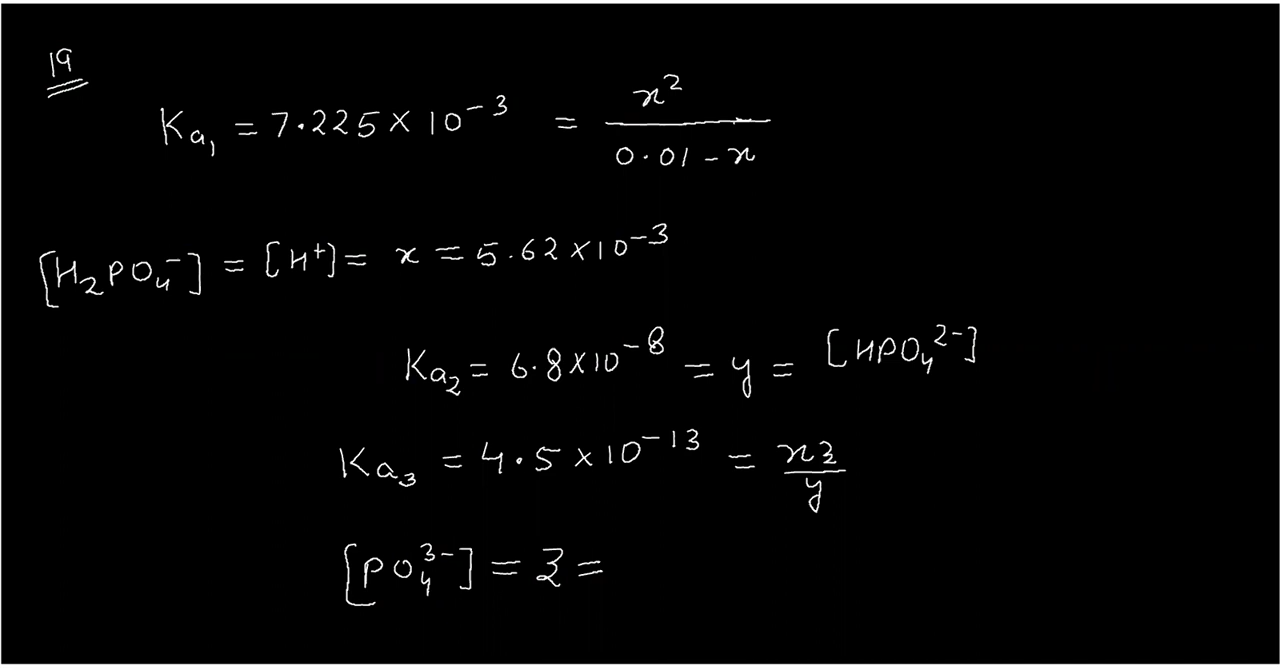 19
Ka₁ = 7.225 × 10⁻³ = x² / 0.01 - x
[H₂PO₄⁻] = [H⁺] = x = 5.62 × 10⁻³
Ka₂ = 6.8 × 10⁻⁸ = y = [HPO₄²⁻]
Ka₃ = 4.5 × 10⁻¹³ = xz / y
[PO₄³⁻] = z =